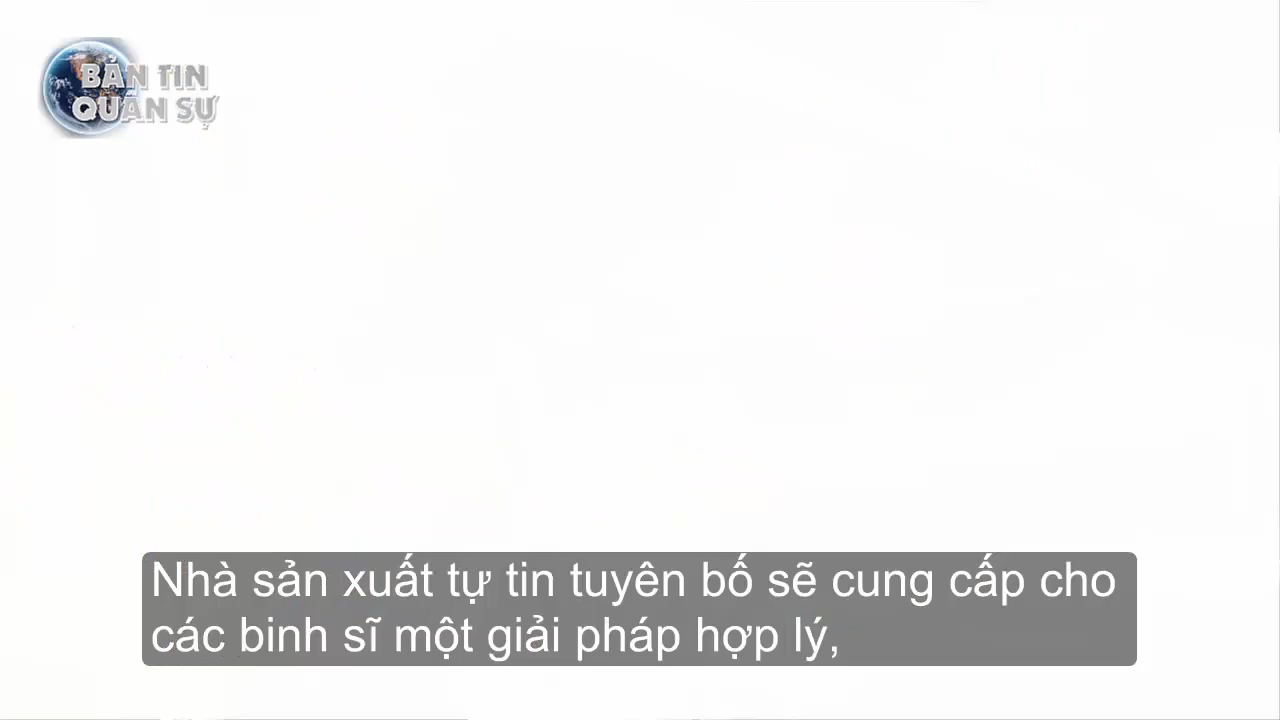 BẢN TIN
QUÂN SỰ
Nhà sản xuất tự tin tuyên bố sẽ cung cấp cho
các binh sĩ một giải pháp hợp lý,